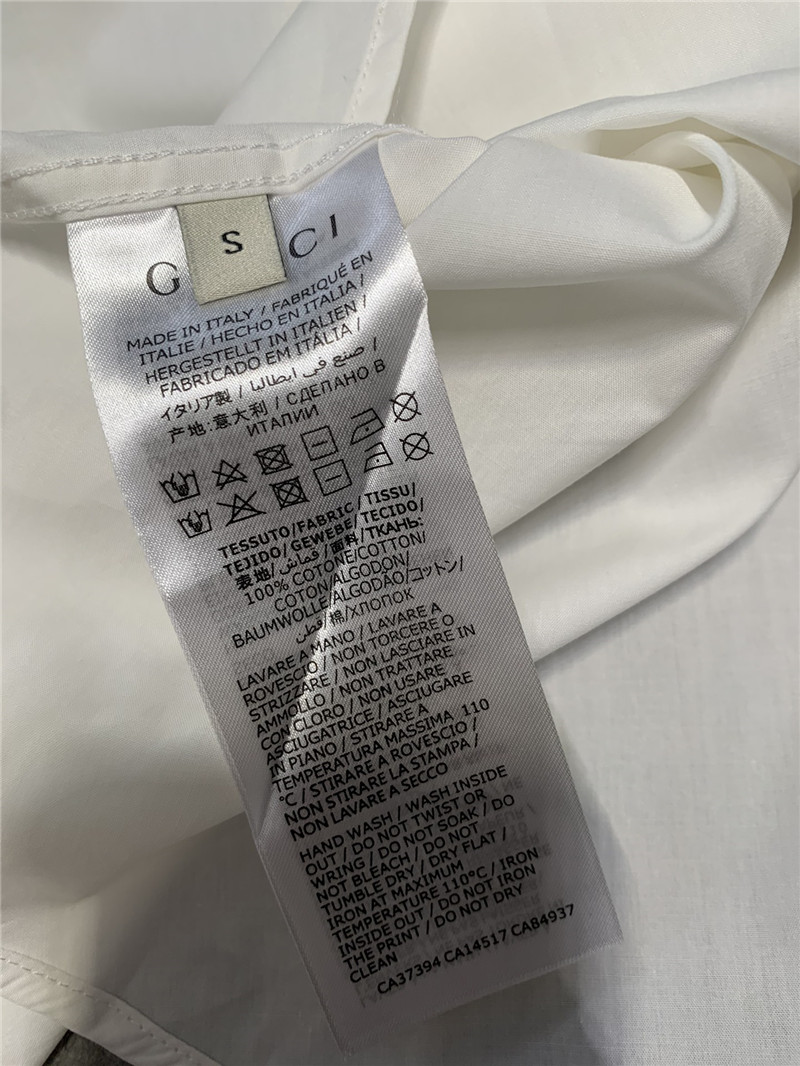 S
G CI
MADE IN ITALY / FABRIQUÉ EN
ITALIE / HECHO EN ITALIA /
HERGESTELLT IN ITALIEN /
FABRICADO EM ITÁLIA /
صنع في ايطاليا /
イタリア製 / СДЕЛАНО В
产地:意大利 / ИТАЛИИ
TESSUTO/FABRIC/TISSU/
TEJIDO/GEWEBE/TECIDO/
表地/قماش/面料/ТКАНЬ:
100% COTONE/COTTON/
COTON/ALGODON/
BAUMWOLLE/ALGODÃO/コットン/
قطن/棉/ХЛОПОК
LAVARE A MANO / LAVARE A
ROVESCIO / NON TORCERE O
STRIZZARE / NON LASCIARE IN
AMMOLLO / NON TRATTARE
CON CLORO / NON USARE
ASCIUGATRICE / ASCIUGARE
IN PIANO / STIRARE A
TEMPERATURA MASSIMA 110
°C / STIRARE A ROVESCIO /
NON STIRARE LA STAMPA /
NON LAVARE A SECCO
HAND WASH / WASH INSIDE
OUT / DO NOT TWIST OR
WRING / DO NOT SOAK / DO
NOT BLEACH / DO NOT
TUMBLE DRY / DRY FLAT /
IRON AT MAXIMUM
TEMPERATURE 110°C / IRON
INSIDE OUT / DO NOT IRON
THE PRINT / DO NOT DRY
CLEAN
CA37394 CA14517 CA84937